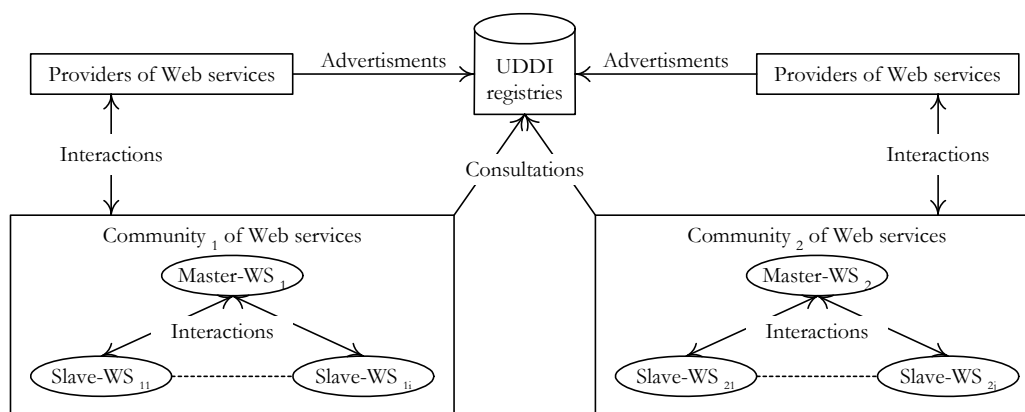 Providers of Web services
Advertisments
UDDI
registries
Advertisments
Providers of Web services
Interactions
Consultations
Interactions
Community 1 of Web services
Master-WS 1
Interactions
Slave-WS 11
Slave-WS 1i
Community 2 of Web services
Master-WS 2
Interactions
Slave-WS 21
Slave-WS 2j